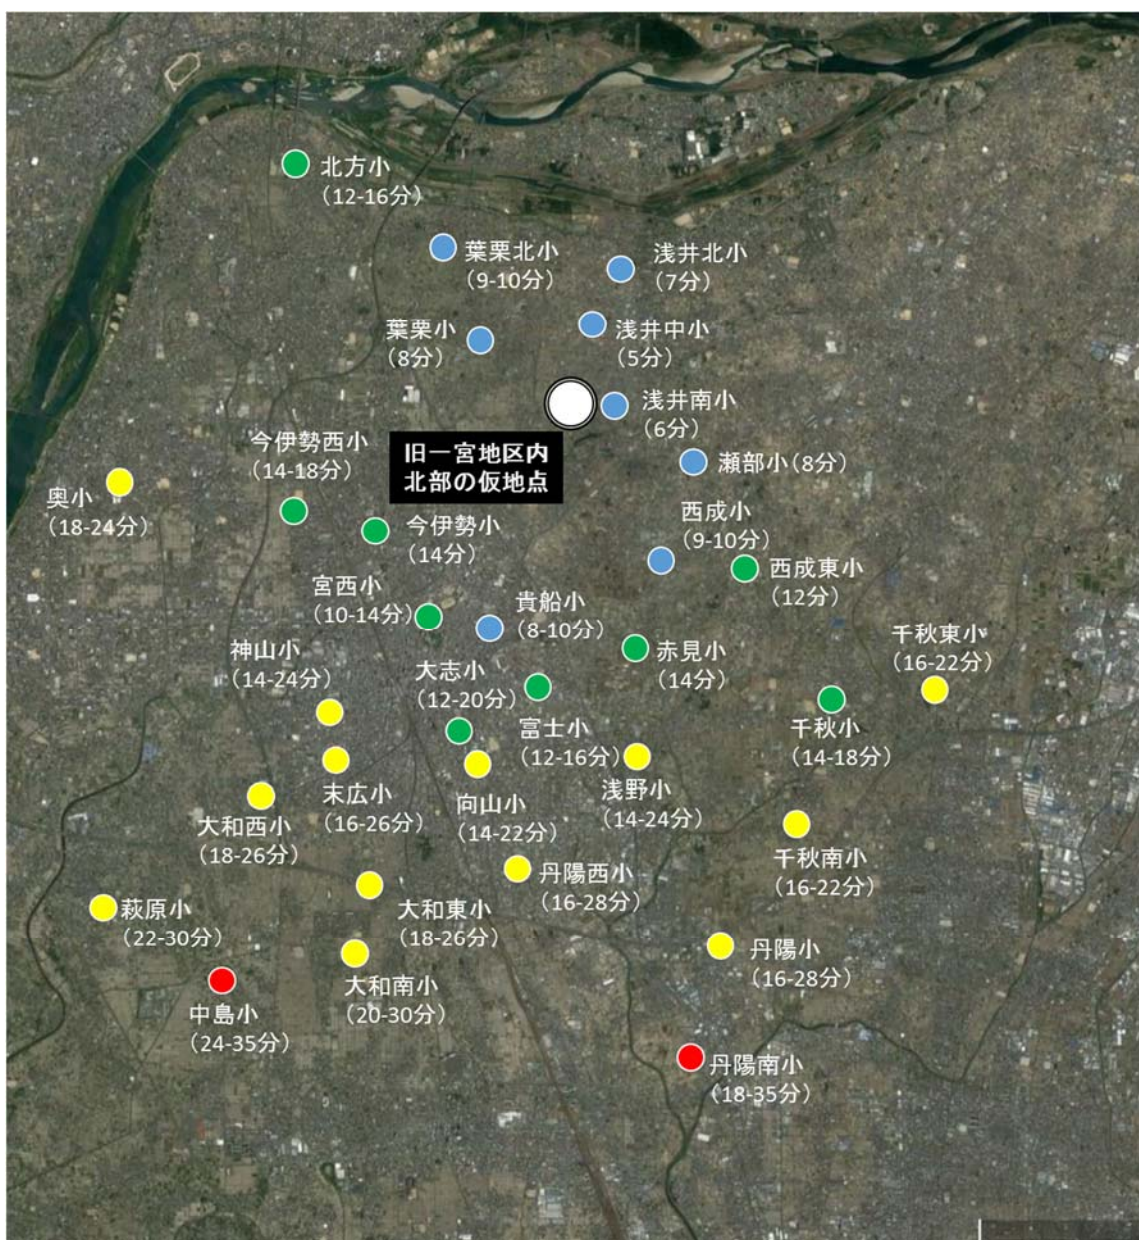 北方小
（12-16分）
葉栗北小
（9-10分）
浅井北小
（7分）
葉栗小
（8分）
浅井中小
（5分）
浅井南小
（6分）
旧一宮地区内
北部の仮地点
今伊勢西小
（14-18分）
瀬部小（8分）
奥小
（18-24分）
今伊勢小
（14分）
西成小
（9-10分）
西成東小
（12分）
宮西小
（10-14分）
貴船小
（8-10分）
千秋東小
（16-22分）
神山小
（14-24分）
大志小
（12-20分）
赤見小
（14分）
富士小
（12-16分）
千秋小
（14-18分）
末広小
（16-26分）
向山小
（14-22分）
浅野小
（14-24分）
大和西小
（18-26分）
千秋南小
（16-22分）
丹陽西小
（16-28分）
萩原小
（22-30分）
大和東小
（18-26分）
丹陽小
（16-28分）
大和南小
（20-30分）
中島小
（24-35分）
丹陽南小
（18-35分）